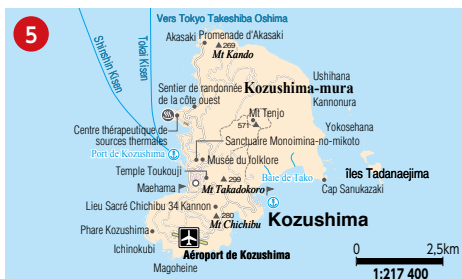 5
Vers Tokyo Takeshiba Oshima
Akasaki
Promenade d'Akasaki
269
Mt Kando
Shinshin Kisen
Tokai Kisen
Sentier de randonnée
de la côte ouest
Kozushima-mura
Ushihana
Kannoura
Mt Tenjo
571
Centre thérapeutique de
sources thermales
Yokosehana
Sanctuaire Monoimina-no-mikoto
Port de Kozushima
Musée du folklore
Temple Toukouji
299
Mt Takadokoro
Baie de Tako
îles Tadanaejima
Cap Sanukazaki
Maehama
Lieu Sacré Chichibu 34 Kannon
280
Mt Chichibu
Kozushima
Phare Kozushima
Ichinokubi
Aéroport de Kozushima
Magoheine
0
2,5km
1:217 400